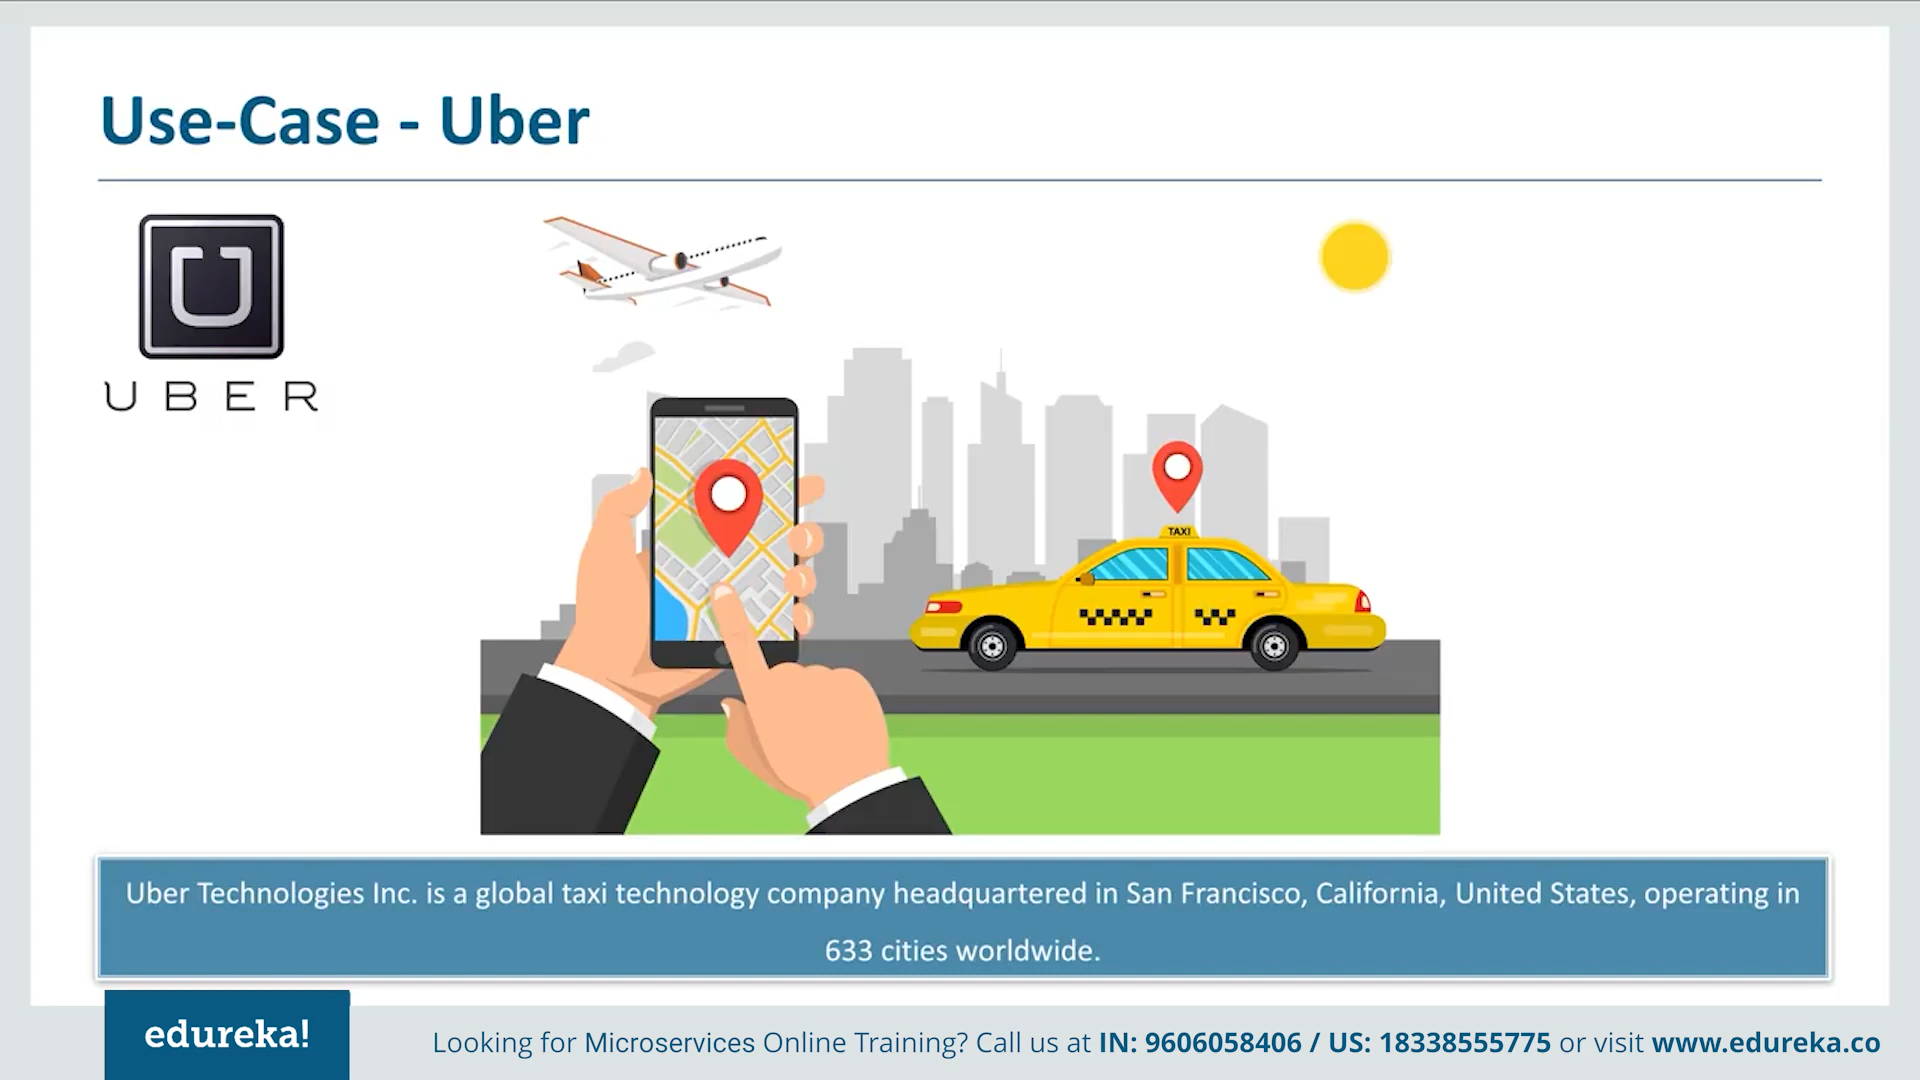 Use-Case - Uber
U
UBER
TAXI
Uber Technologies Inc. is a global taxi technology company headquartered in San Francisco, California, United States, operating in
633 cities worldwide.
edureka!
Looking for Microservices Online Training? Call us at IN: 9606058406 / US: 18338555775 or visit www.edureka.co